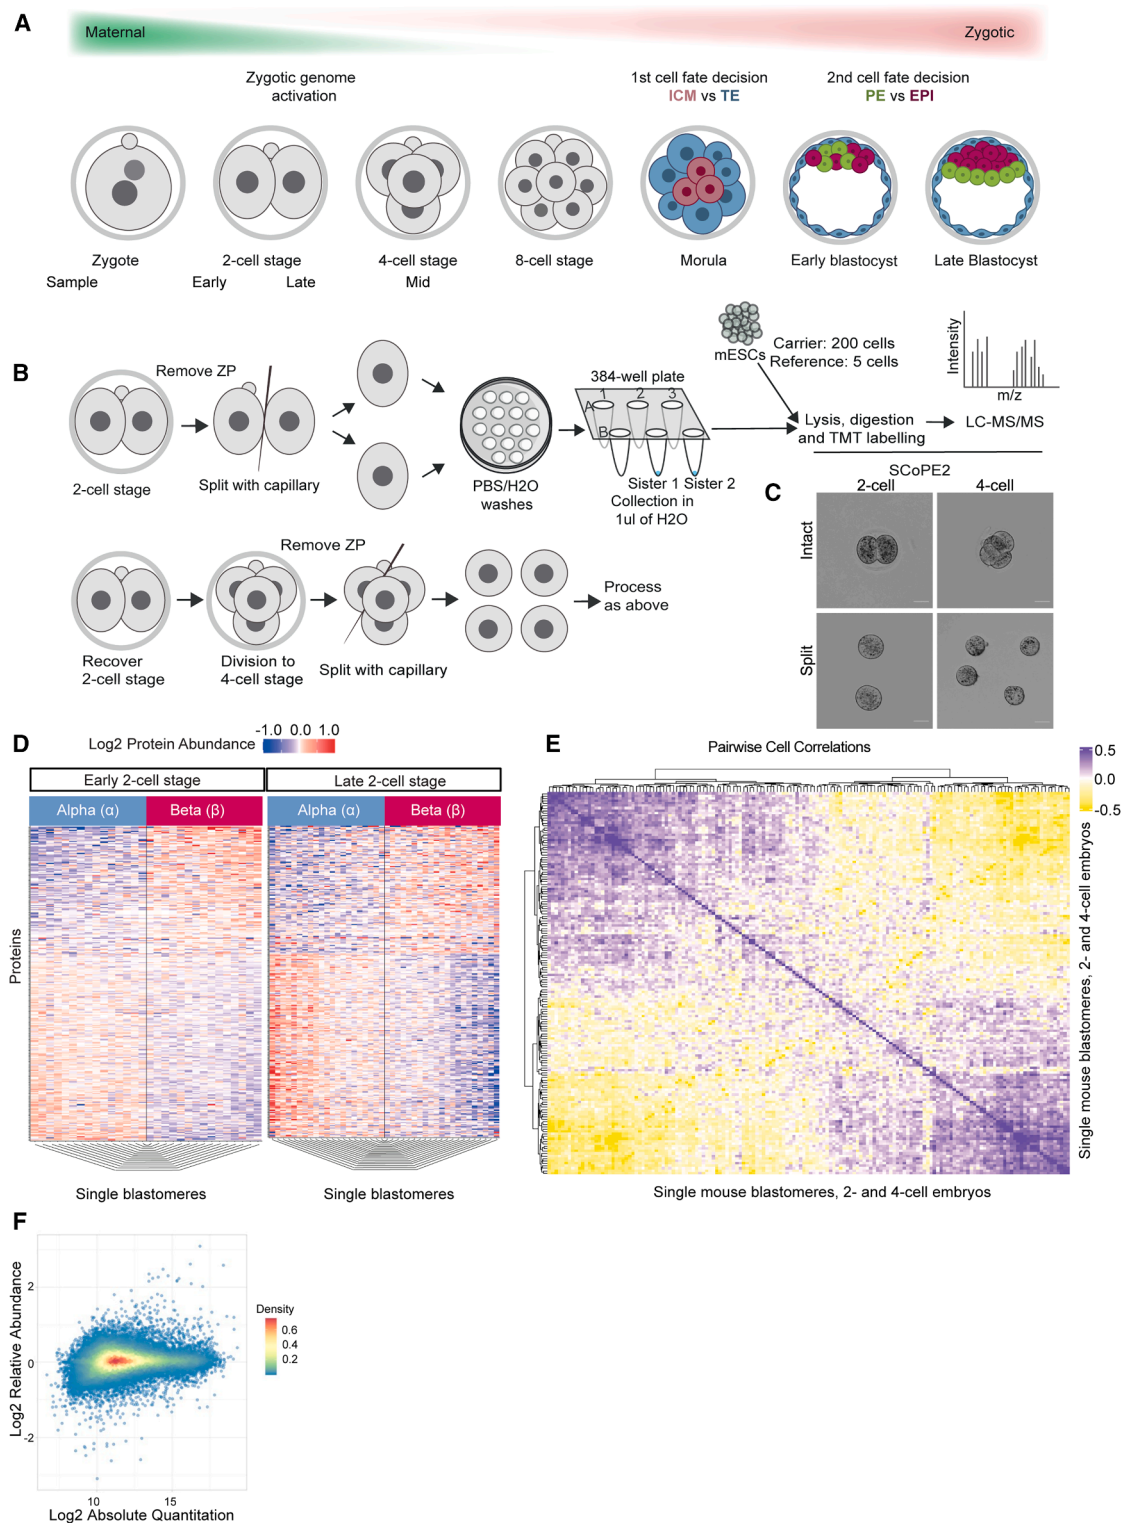 A
Maternal
Zygotic
Zygotic genome
activation
1st cell fate decision
ICM vs TE
2nd cell fate decision
PE vs EPI
Zygote
2-cell stage
4-cell stage
8-cell stage
Morula
Early blastocyst
Late Blastocyst
Sample
Early
Late
Mid
B
Remove ZP
2-cell stage
Split with capillary
PBS/H2O
washes
384-well plate
1 2 3
A
B
Sister 1 Sister 2
Collection in
1ul of H2O
mESCs
Carrier: 200 cells
Reference: 5 cells
Lysis, digestion
and TMT labelling
SCoPE2
Intensity
m/z
LC-MS/MS
Remove ZP
Recover
2-cell stage
Division to
4-cell stage
Split with capillary
Process
as above
C
2-cell
4-cell
Intact
Split
D
Log2 Protein Abundance
-1.0 0.0 1.0
Early 2-cell stage
Late 2-cell stage
Alpha (α)
Beta (β)
Alpha (α)
Beta (β)
Proteins
Single blastomeres
Single blastomeres
E
Pairwise Cell Correlations
0.5
0.0
-0.5
Single mouse blastomeres, 2- and 4-cell embryos
Single mouse blastomeres, 2- and 4-cell embryos
F
Log2 Relative Abundance
2
0
-2
10
15
Log2 Absolute Quantitation
Density
0.6
0.4
0.2